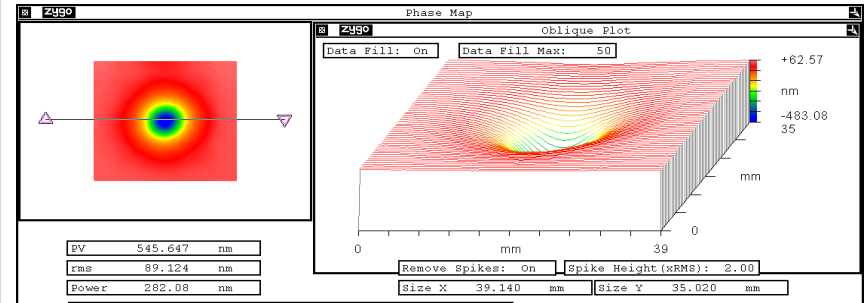 zygo Phase Map
zygo Oblique Plot
Data Fill: On Data Fill Max: 50
+62.57
nm
-483.08
35
mm
0
0 mm 39
PV 545.647 nm
rms 89.124 nm
Power 282.08 nm
Remove Spikes: On Spike Height(xRMS): 2.00
Size X 39.140 mm Size Y 35.020 mm